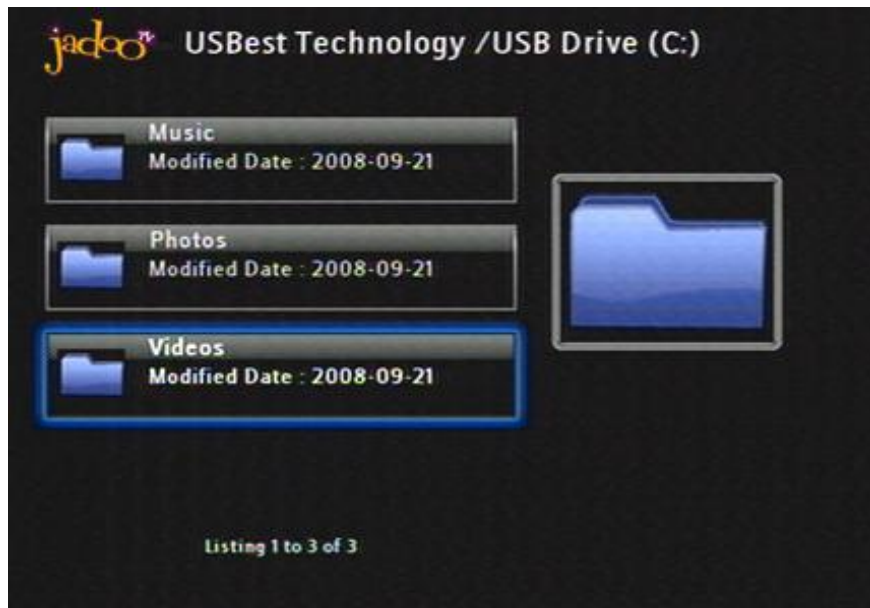 jadoo TV
USBest Technology /USB Drive (C:)
Music
Modified Date : 2008-09-21
Photos
Modified Date : 2008-09-21
Videos
Modified Date : 2008-09-21
Listing 1 to 3 of 3